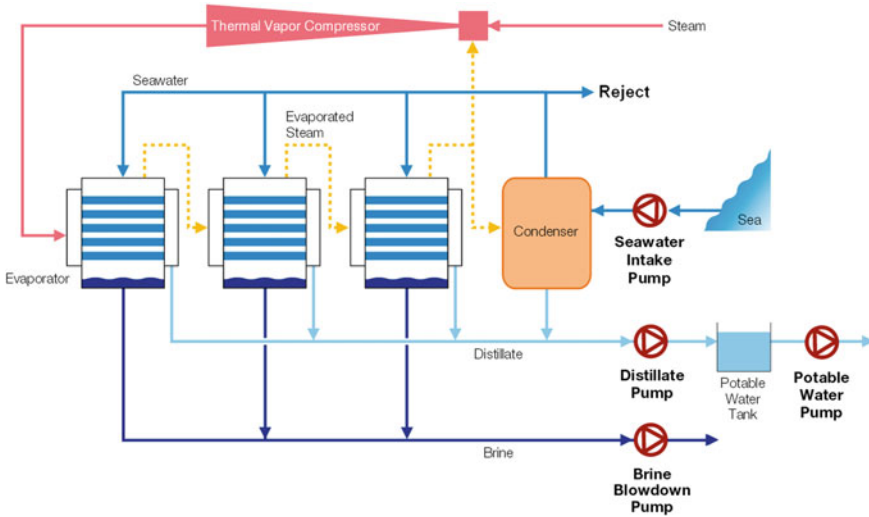 Thermal Vapor Compressor
Steam
Seawater
Reject
Evaporated
Steam
Sea
Condenser
Seawater
Intake
Pump
Evaporator
Distillate
Distillate
Pump
Potable
Water
Tank
Potable
Water
Pump
Brine
Brine
Blowdown
Pump